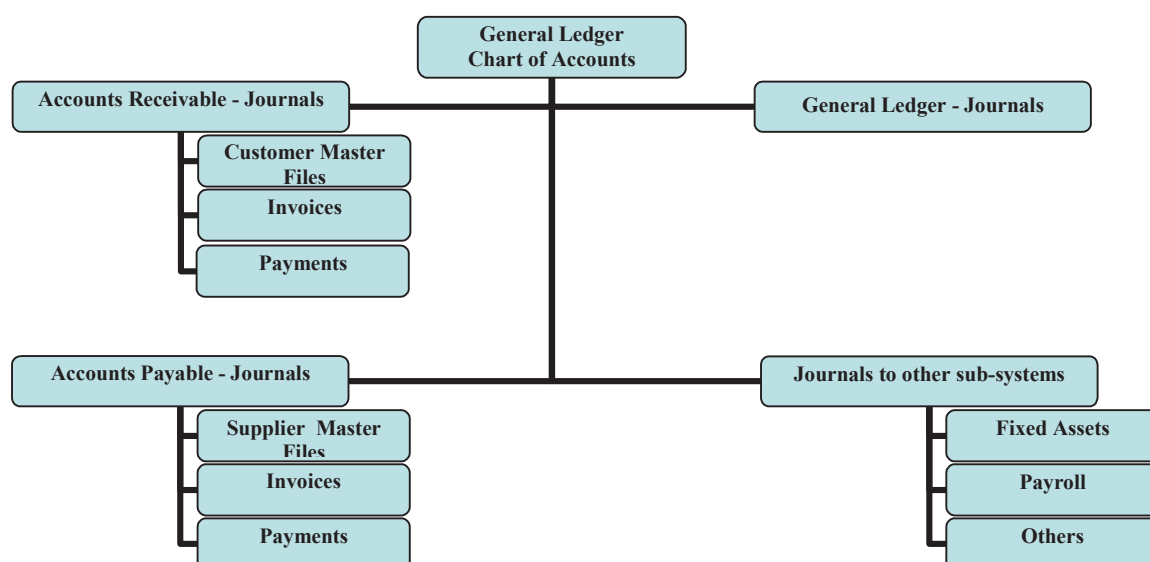 General Ledger
Chart of Accounts
Accounts Receivable - Journals
General Ledger - Journals
Customer Master
Files
Invoices
Payments
Accounts Payable - Journals
Journals to other sub-systems
Supplier Master
Files
Invoices
Payments
Fixed Assets
Payroll
Others